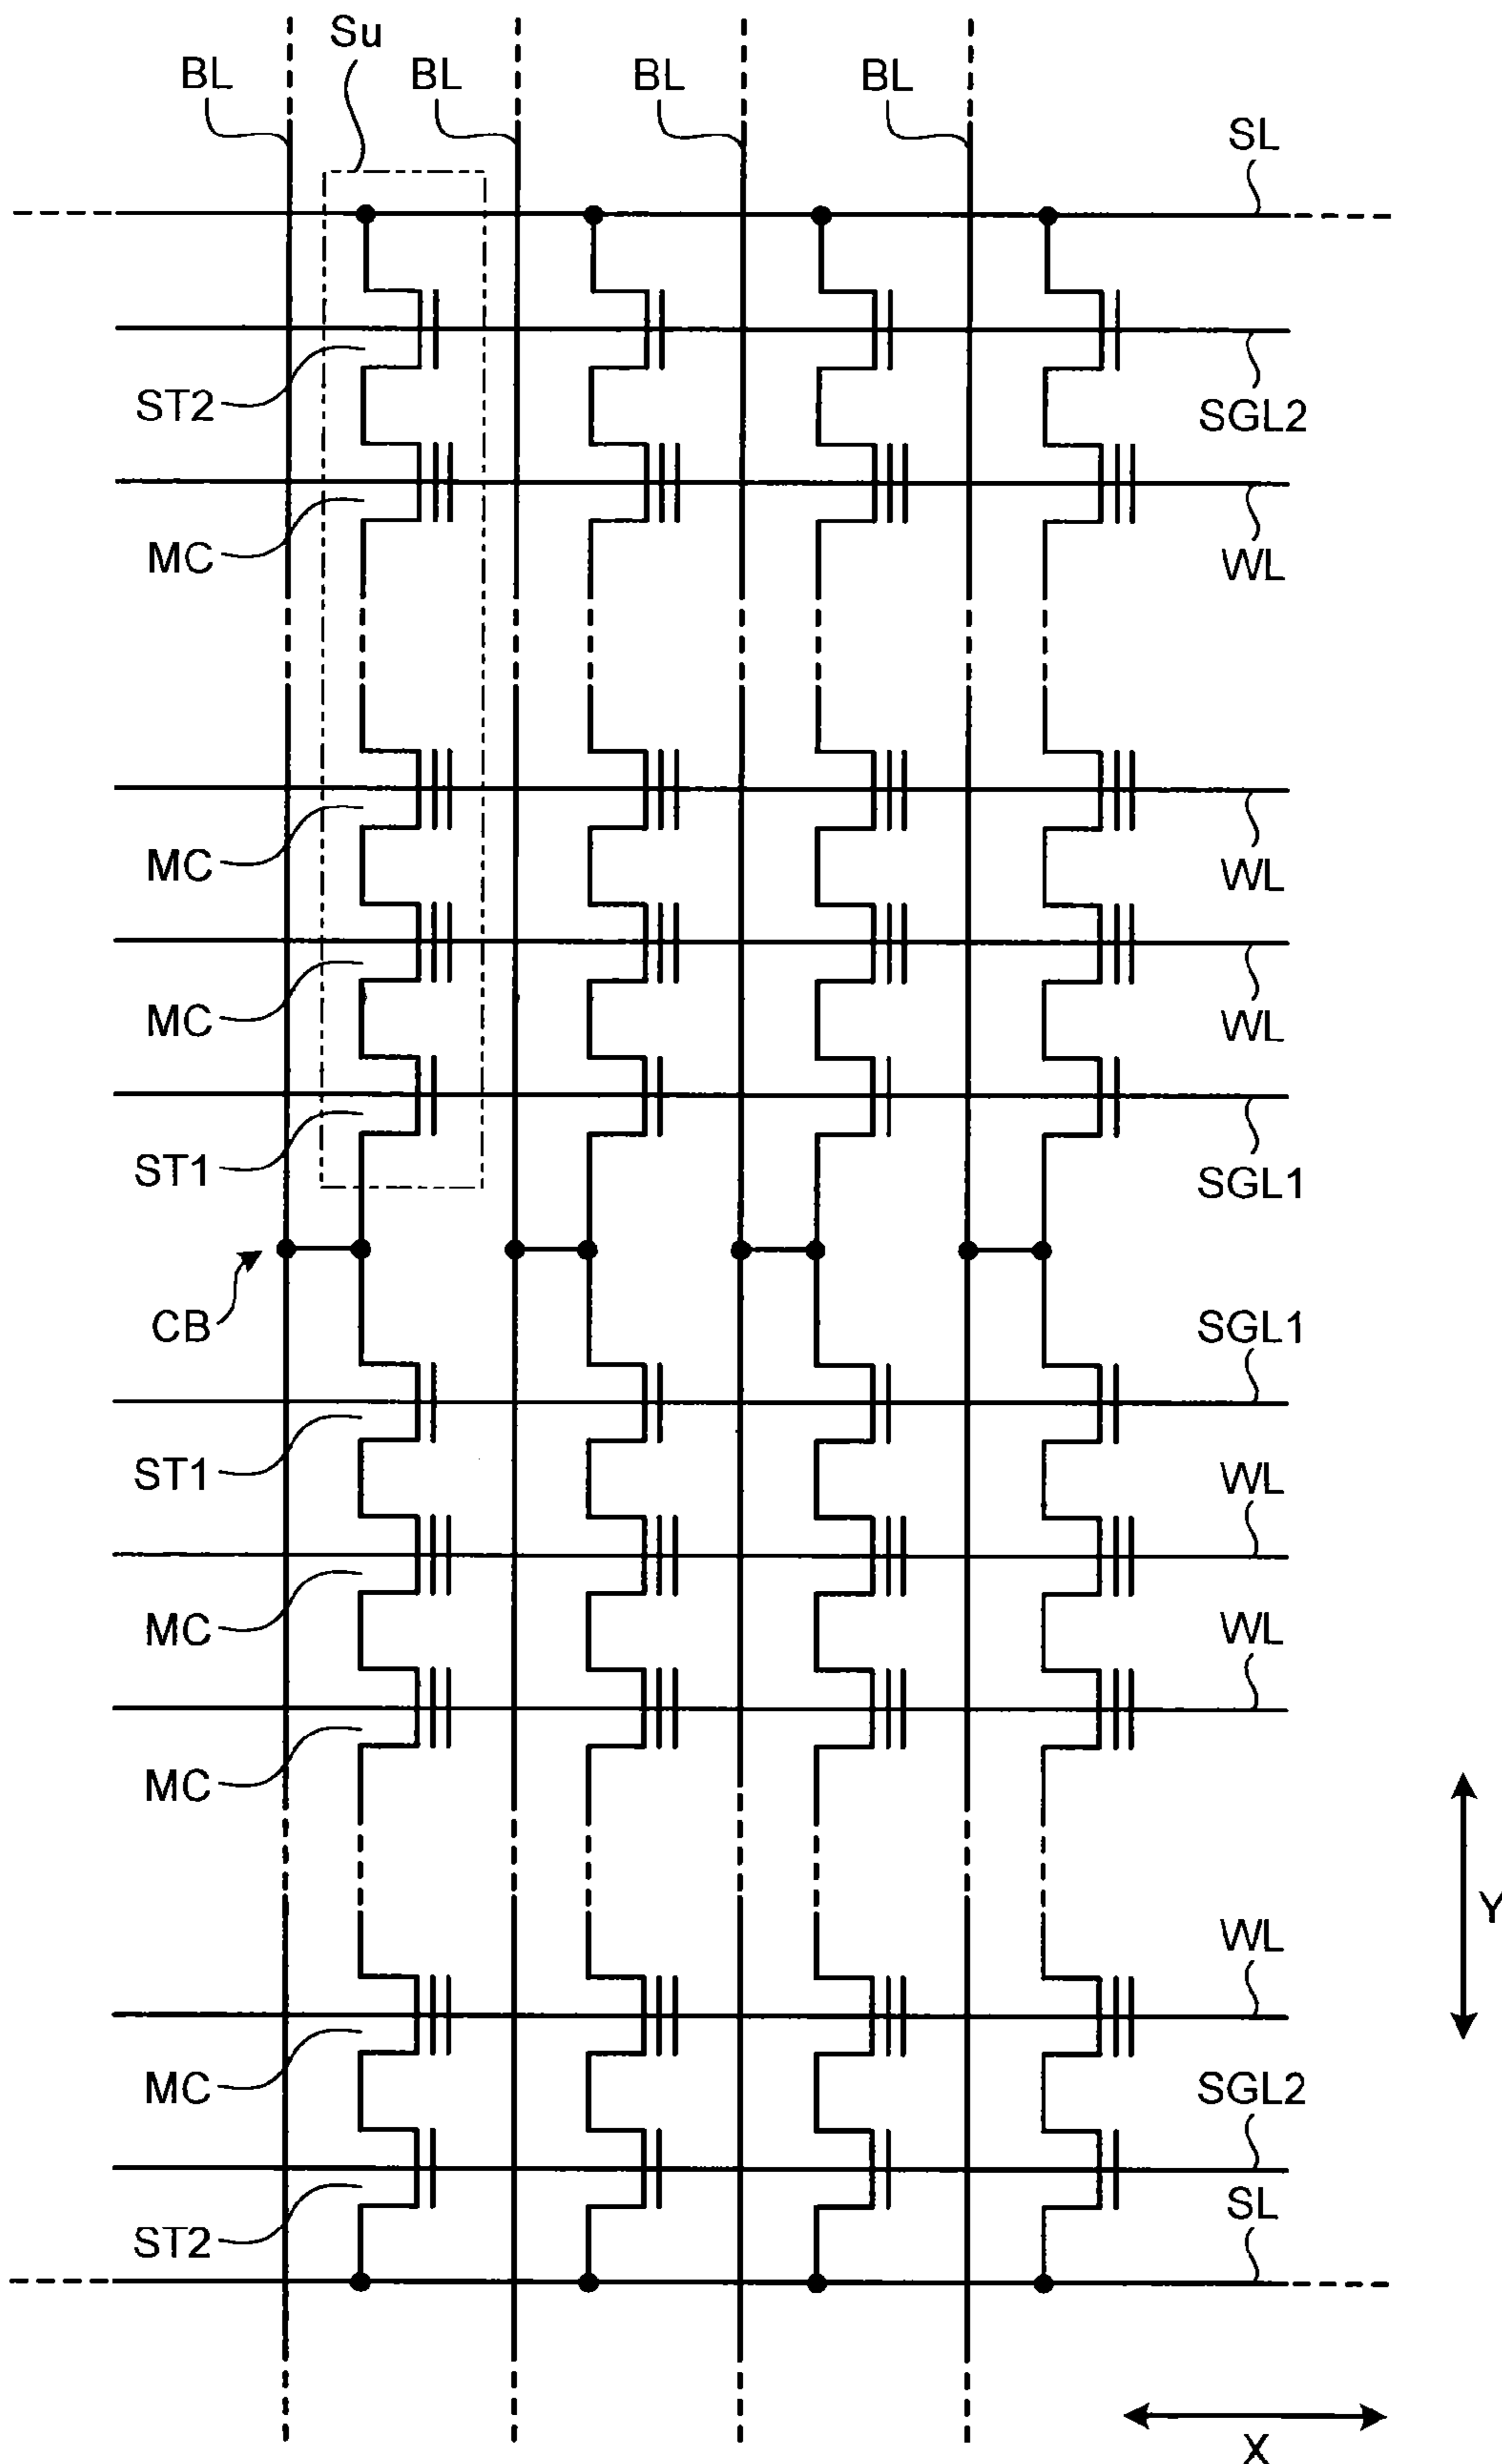 Su
BL BL BL BL
SL
ST2 SGL2
MC WL
MC WL
MC WL
ST1 SGL1
CB SGL1
ST1 WL
MC WL
MC
WL
MC SGL2
ST2 SL
Y
X